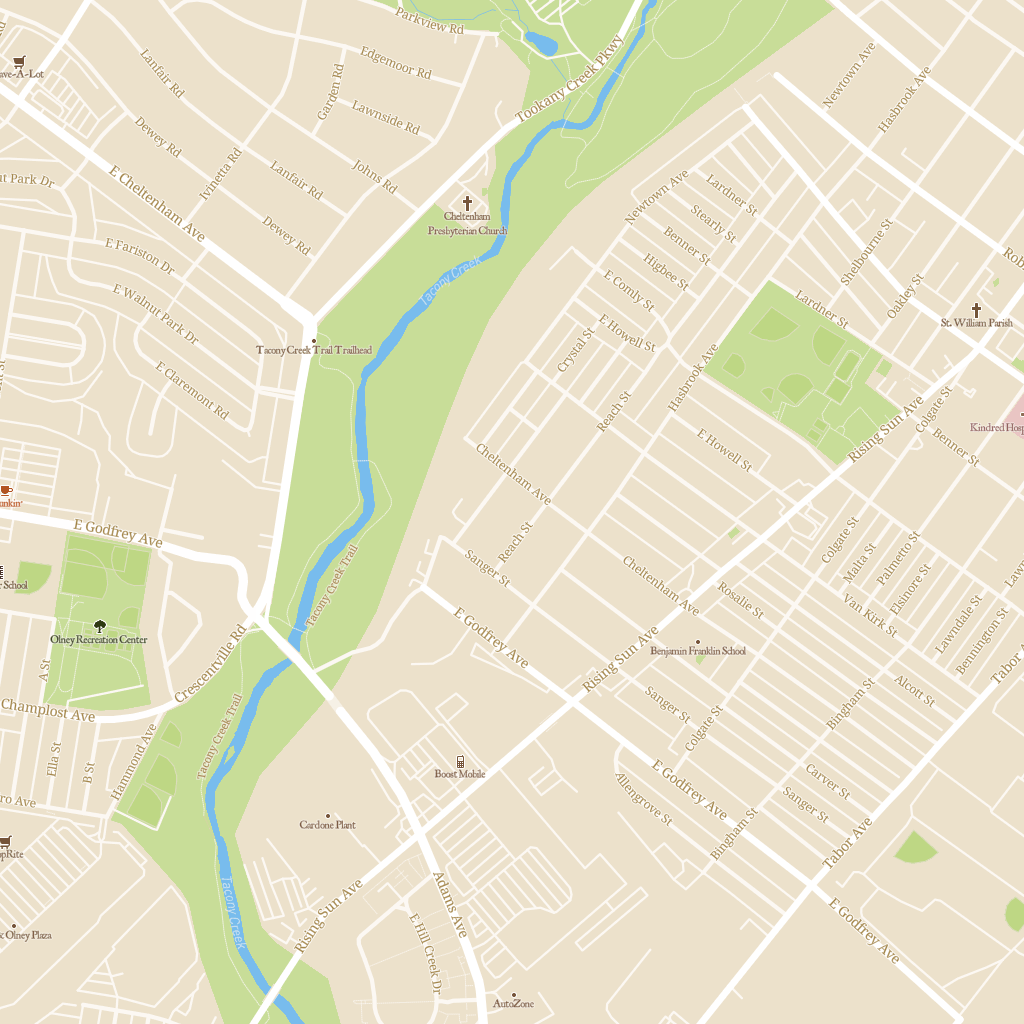 Parkview Rd
Edgemoor Rd
Lanfair Rd
Garden Rd
Tookany Creek Pkwy
Newtown Ave
Hasbrook Ave
Lawnside Rd
Dewey Rd
Ivinetta Rd
Lanfair Rd
Johns Rd
E Cheltenham Ave
Dewey Rd
Cheltenham
Presbyterian Church
Newtown Ave
Lardner St
Stearly St
Benner St
Higbee St
E Comly St
Shelbourne St
Oakley St
Lardner St
St. William Parish
E Fariston Dr
E Walnut Park Dr
E Claremont Rd
Tacony Creek
Tacony Creek Trail Trailhead
E Howell St
Crystal St
Hasbrook Ave
Reach St
E Howell St
Rising Sun Ave
Colgate St
Benner St
Cheltenham Ave
Reach St
Sanger St
E Godfrey Ave
Olney Recreation Center
Tacony Creek Trail
Colgate St
Malta St
Palmetto St
Elsinore St
Cheltenham Ave
Rosalie St
Van Kirk St
Lawndale St
Bennington St
E Godfrey Ave
Rising Sun Ave
Benjamin Franklin School
A St
Crescentville Rd
Champlost Ave
Tacony Creek Trail
Sanger St
Colgate St
Bingham St
Alcott St
Ella St
B St
Hammond Ave
Boost Mobile
Allengrove St
E Godfrey Ave
Carver St
Sanger St
Bingham St
Tabor Ave
Cardone Plant
Tacony Creek
Rising Sun Ave
Adams Ave
E Hill Creek Dr
E Godfrey Ave
Olney Plaza
AutoZone